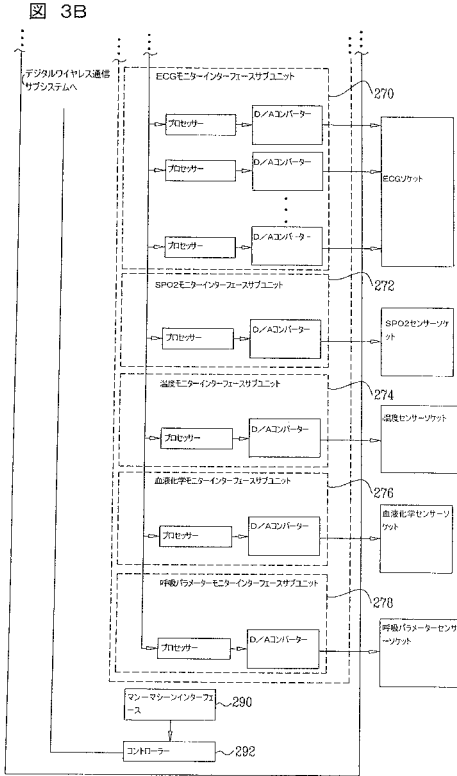 図 3B
デジタルワイヤレス通信
サブシステムへ
ECGモニターインターフェースサブユニット
270
プロセッサー
D/Aコンバーター
プロセッサー
D/Aコンバーター
プロセッサー
D/Aコンバーター
ECGソケット
SPO2モニターインターフェースサブユニット
272
プロセッサー
D/Aコンバーター
SPO2センサーソケ
ット
温度モニターインターフェースサブユニット
274
プロセッサー
D/Aコンバーター
温度センサーソケット
血液化学モニターインターフェースサブユニット
276
プロセッサー
D/Aコンバーター
血液化学センサーソ
ケット
呼吸パラメーターモニターインターフェースサブユニット
278
プロセッサー
D/Aコンバーター
呼吸パラメーターセンサ
ーソケット
マンーマシーンインターフェ
ース
290
コントローラー
292